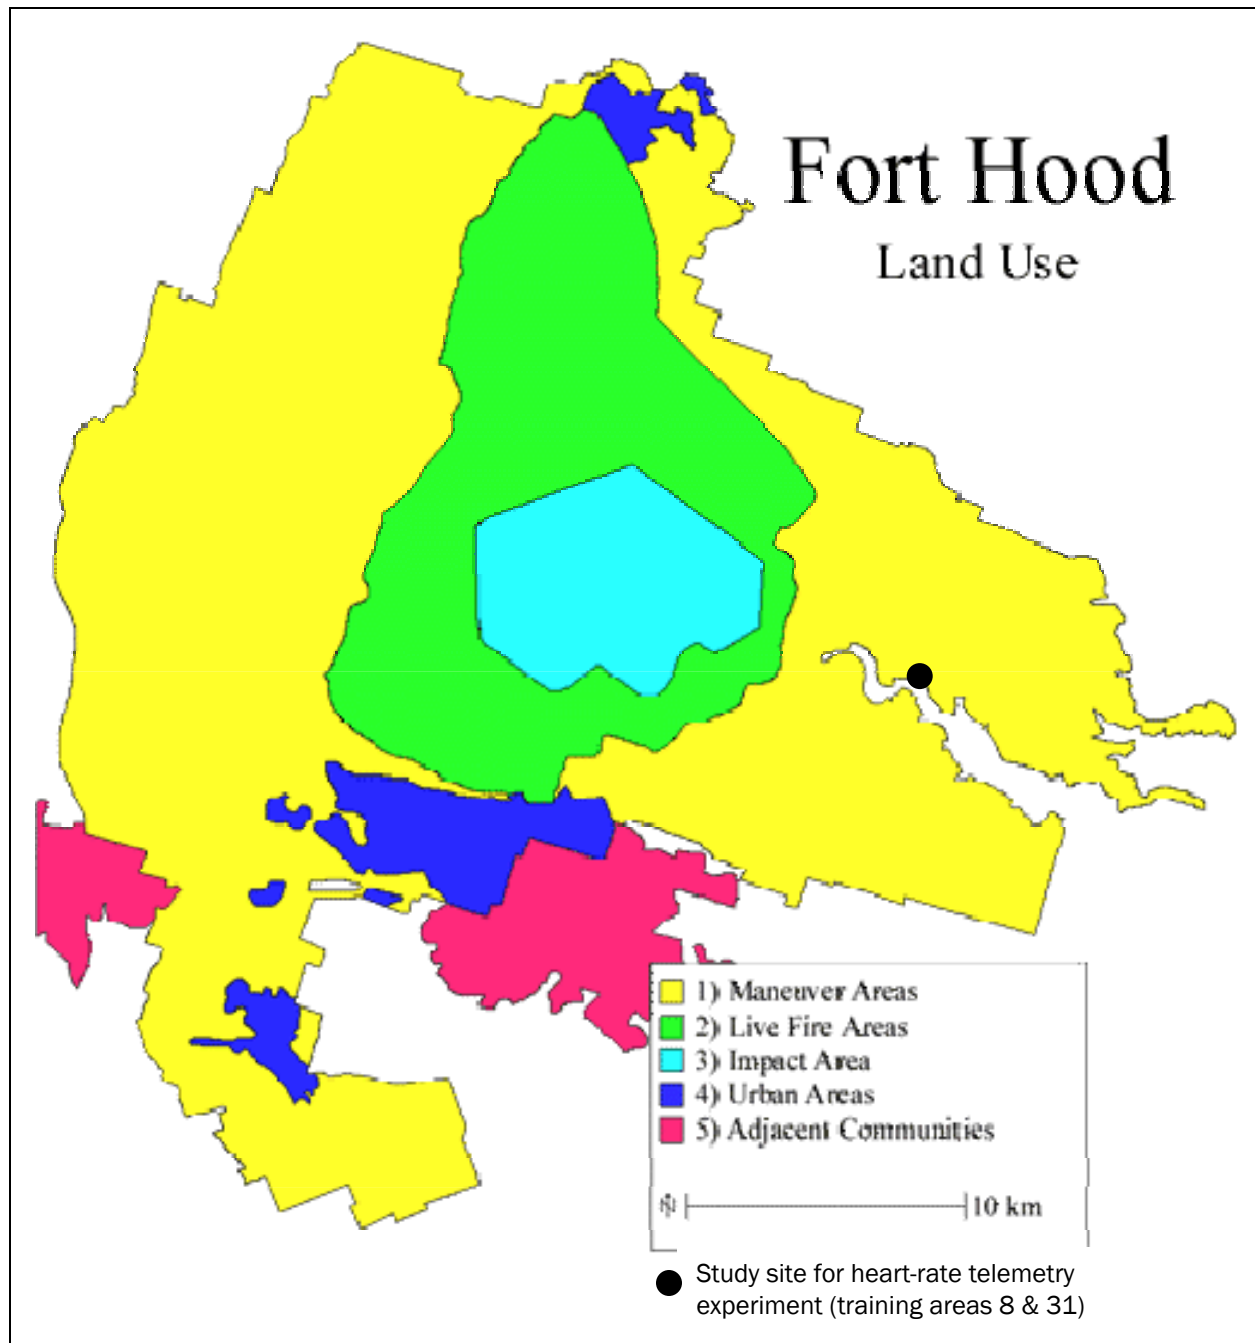 Fort Hood
Land Use
1) Maneuver Areas
2) Live Fire Areas
3) Impact Area
4) Urban Areas
5) Adjacent Communities
10 km
Study site for heart-rate telemetry
experiment (training areas 8 & 31)